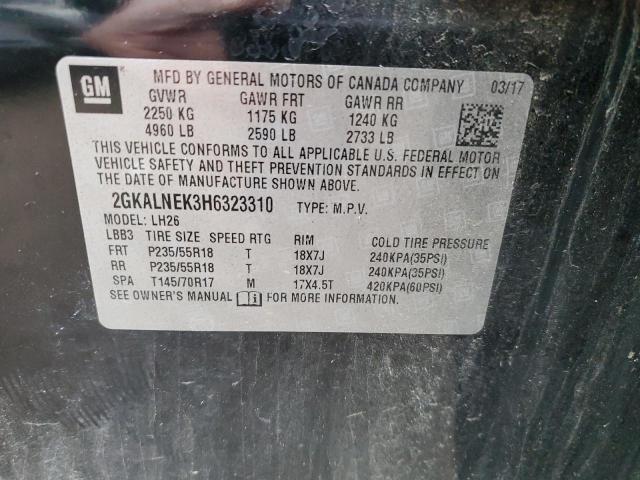 GM MFD BY GENERAL MOTORS OF CANADA COMPANY 03/17
GVWR GAWR FRT GAWR RR
2250 KG 1175 KG 1240 KG
4960 LB 2590 LB 2733 LB
THIS VEHICLE CONFORMS TO ALL APPLICABLE U.S. FEDERAL MOTOR
VEHICLE SAFETY AND THEFT PREVENTION STANDARDS IN EFFECT ON
THE DATE OF MANUFACTURE SHOWN ABOVE.
2GKALNEK3H6323310 TYPE: M.P.V.
MODEL: LH26
LBB3 TIRE SIZE SPEED RTG RIM COLD TIRE PRESSURE
FRT P235/55R18 T 18X7J 240KPA(35PSI)
RR P235/55R18 T 18X7J 240KPA(35PSI)
SPA T145/70R17 M 17X4.5T 420KPA(60PSI)
SEE OWNER'S MANUAL FOR MORE INFORMATION.